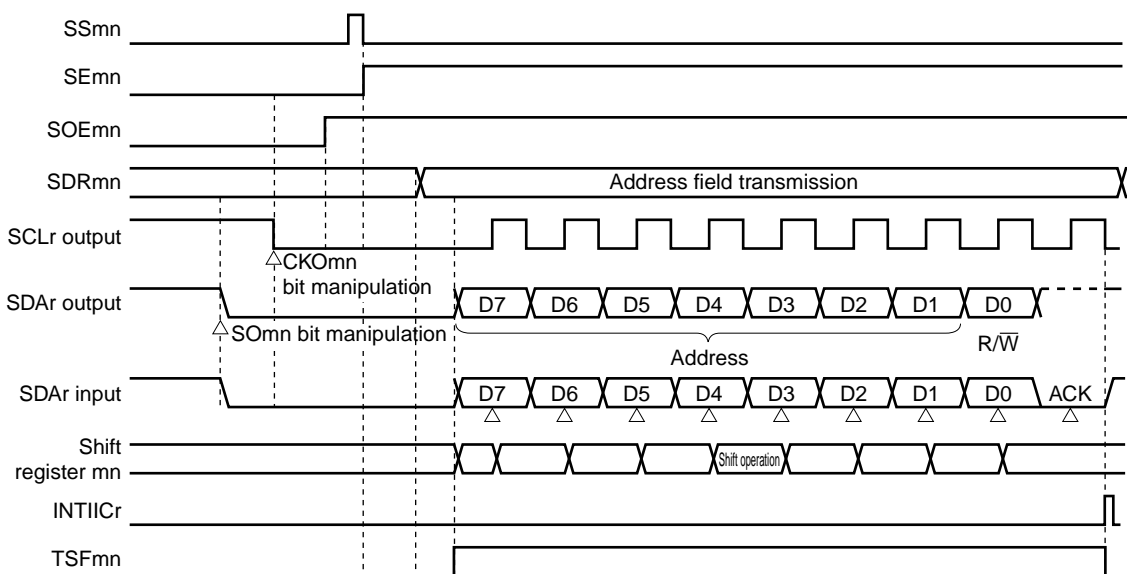 SSmn
SEmn
SOEmn
SDRmn Address field transmission
SCLr output
CKOmn
bit manipulation
SDAr output D7 D6 D5 D4 D3 D2 D1 D0
SOmn bit manipulation
Address
R/W̅
SDAr input D7 D6 D5 D4 D3 D2 D1 D0 ACK
Shift
register mn
Shift operation
INTIICr
TSFmn